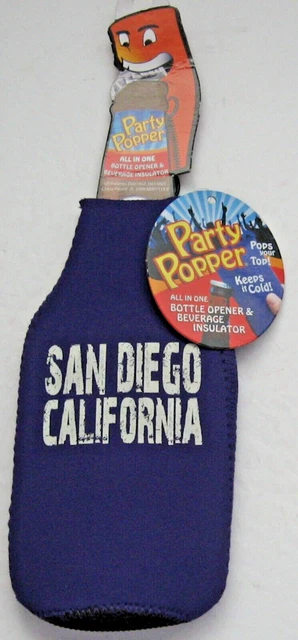 Party
Popper
ALL IN ONE
BOTTLE OPENER &
BEVERAGE INSULATOR
Party
Popper
Pops
your
Top!
Keeps
it Cold!
ALL IN ONE
BOTTLE OPENER &
BEVERAGE
INSULATOR
SAN DIEGO
CALIFORNIA